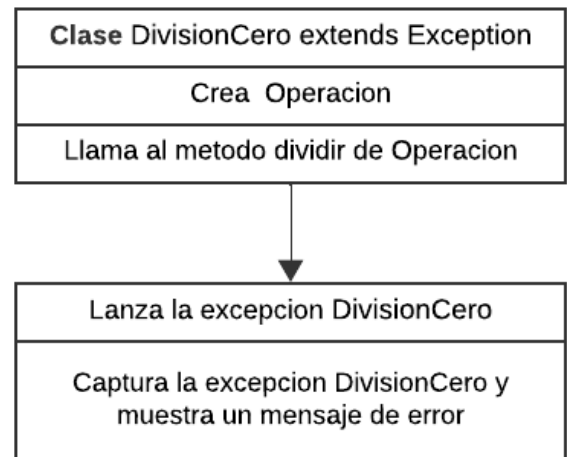 Clase DivisionCero extends Exception
Crea Operacion
Llama al metodo dividir de Operacion
Lanza la excepcion DivisionCero
Captura la excepcion DivisionCero y
muestra un mensaje de error